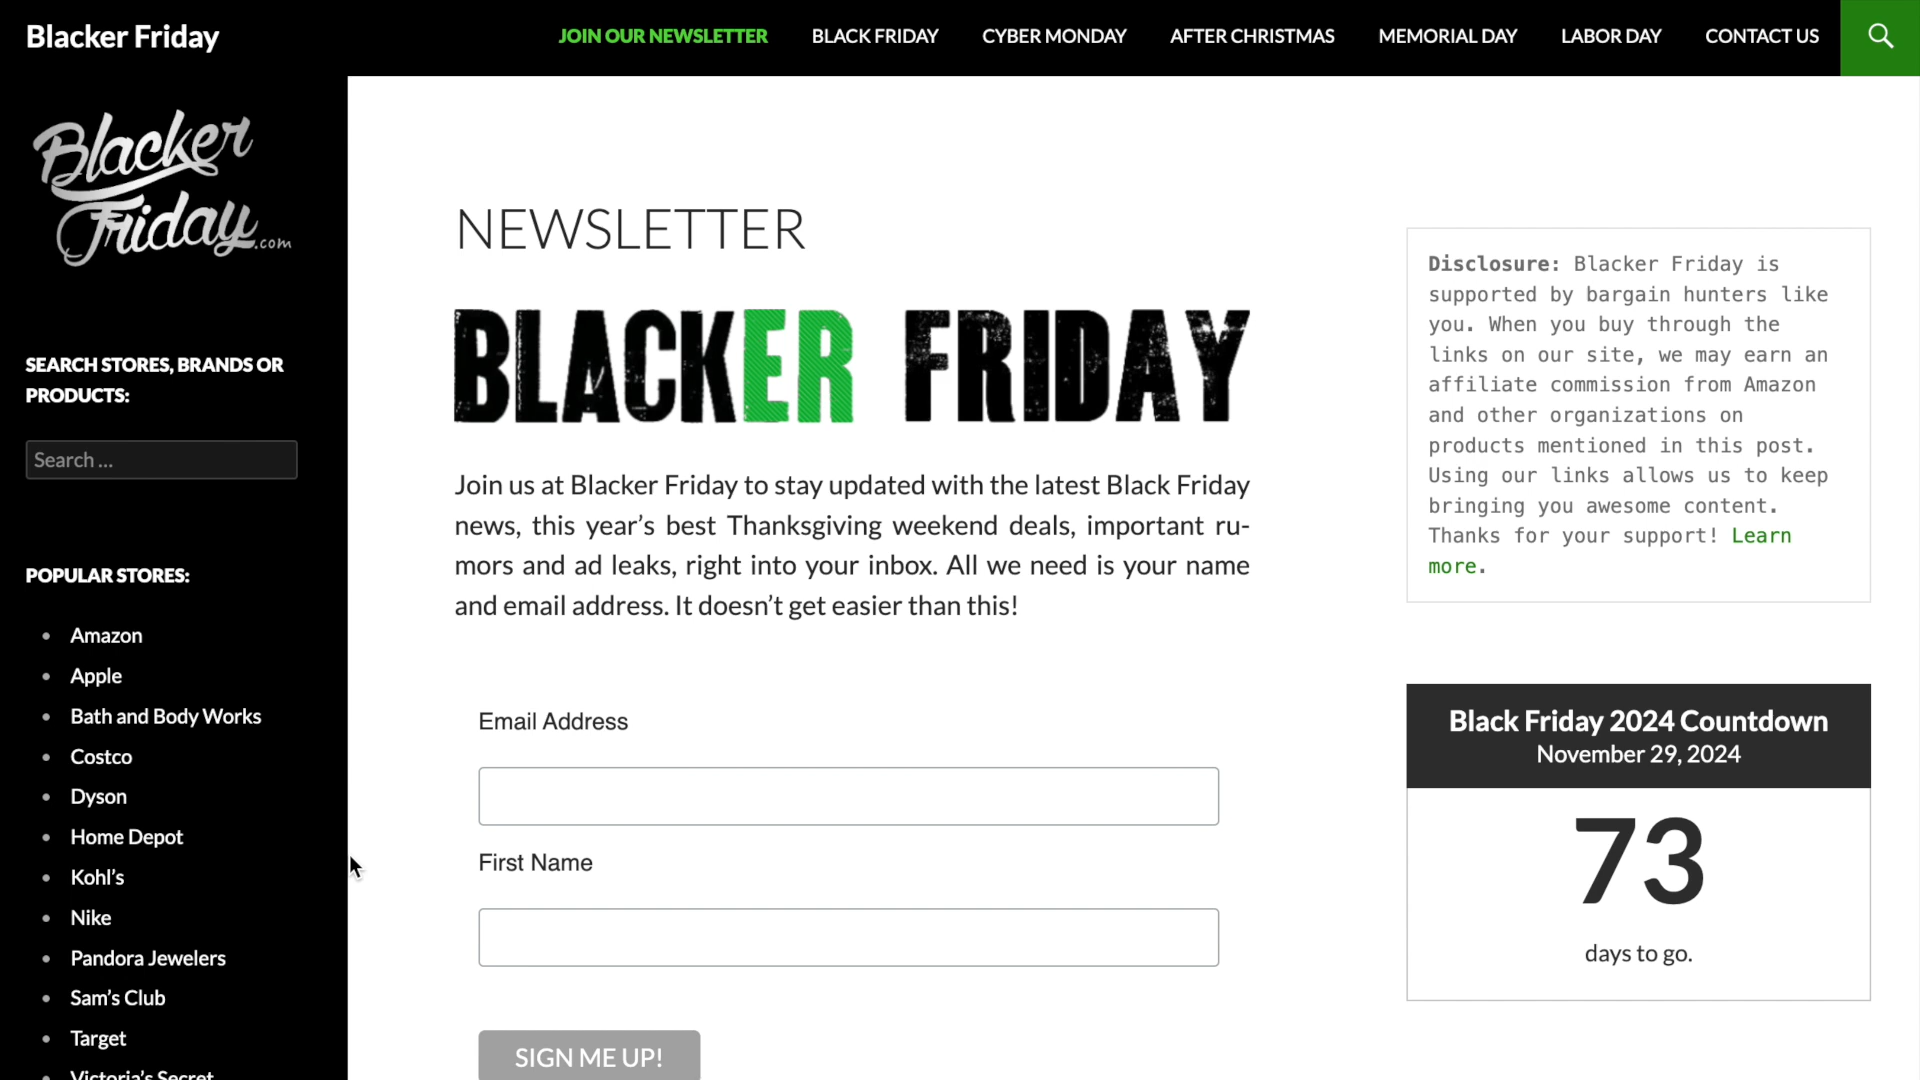 Blacker Friday
JOIN OUR NEWSLETTER
BLACK FRIDAY
CYBER MONDAY
AFTER CHRISTMAS
MEMORIAL DAY
LABOR DAY
CONTACT US
Blacker
Friday.com
SEARCH STORES, BRANDS OR
PRODUCTS:
Search ...
POPULAR STORES:
Amazon
Apple
Bath and Body Works
Costco
Dyson
Home Depot
Kohl’s
Nike
Pandora Jewelers
Sam’s Club
Target
Victoria’s Secret
NEWSLETTER
BLACKER FRIDAY
Join us at Blacker Friday to stay updated with the latest Black Friday
news, this year’s best Thanksgiving weekend deals, important ru-
mors and ad leaks, right into your inbox. All we need is your name
and email address. It doesn’t get easier than this!
Email Address
First Name
SIGN ME UP!
Disclosure: Blacker Friday is
supported by bargain hunters like
you. When you buy through the
links on our site, we may earn an
affiliate commission from Amazon
and other organizations on
products mentioned in this post.
Using our links allows us to keep
bringing you awesome content.
Thanks for your support! Learn
more.
Black Friday 2024 Countdown
November 29, 2024
73
days to go.